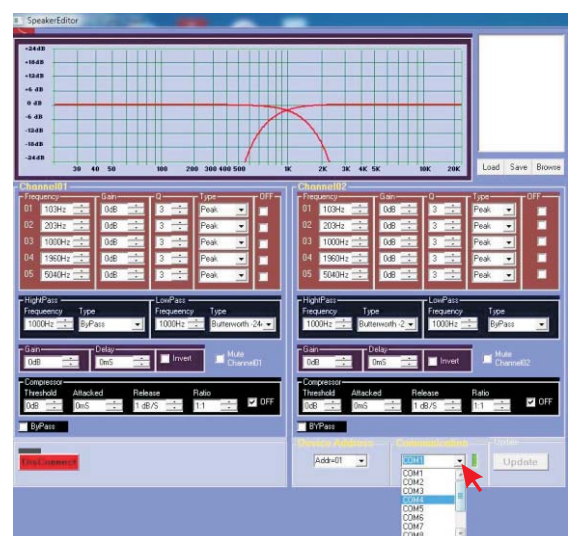 SpeakerEditor
+24dB
+18dB
+12dB
+6 dB
0 dB
-6 dB
-12dB
-18dB
-24dB
30 40 50 100 200 300 400 500 1K 2K 3K 4K 5K 10K 20K
Load Save Browse
Channel01
Frequency Gain Q Type OFF
01 103Hz 0dB 3 Peak
02 203Hz 0dB 3 Peak
03 1000Hz 0dB 3 Peak
04 1960Hz 0dB 3 Peak
05 5040Hz 0dB 3 Peak
HightPass LowPass
Frequeency Type Frequeency Type
1000Hz ByPass 1000Hz Butterworth -24
Gain Delay
0dB 0mS Invert Mute Channel01
Compressor
Threshold Attacked Release Ratio
0dB 0mS 1 dB/S 1:1 OFF
ByPass
Channel02
Frequency Gain Q Type OFF
01 103Hz 0dB 3 Peak
02 203Hz 0dB 3 Peak
03 1000Hz 0dB 3 Peak
04 1960Hz 0dB 3 Peak
05 5040Hz 0dB 3 Peak
HightPass LowPass
Frequeency Type Frequeency Type
1000Hz Butterworth -2 1000Hz ByPass
Gain Delay
0dB 0mS Invert Mute Channel02
Compressor
Threshold Attacked Release Ratio
0dB 0mS 1 dB/S 1:1 OFF
BYPass
Device Address Communication Update
Addr=01 COM1 Update
COM1
COM2
COM3
COM4
COM5
COM6
COM7
COM8